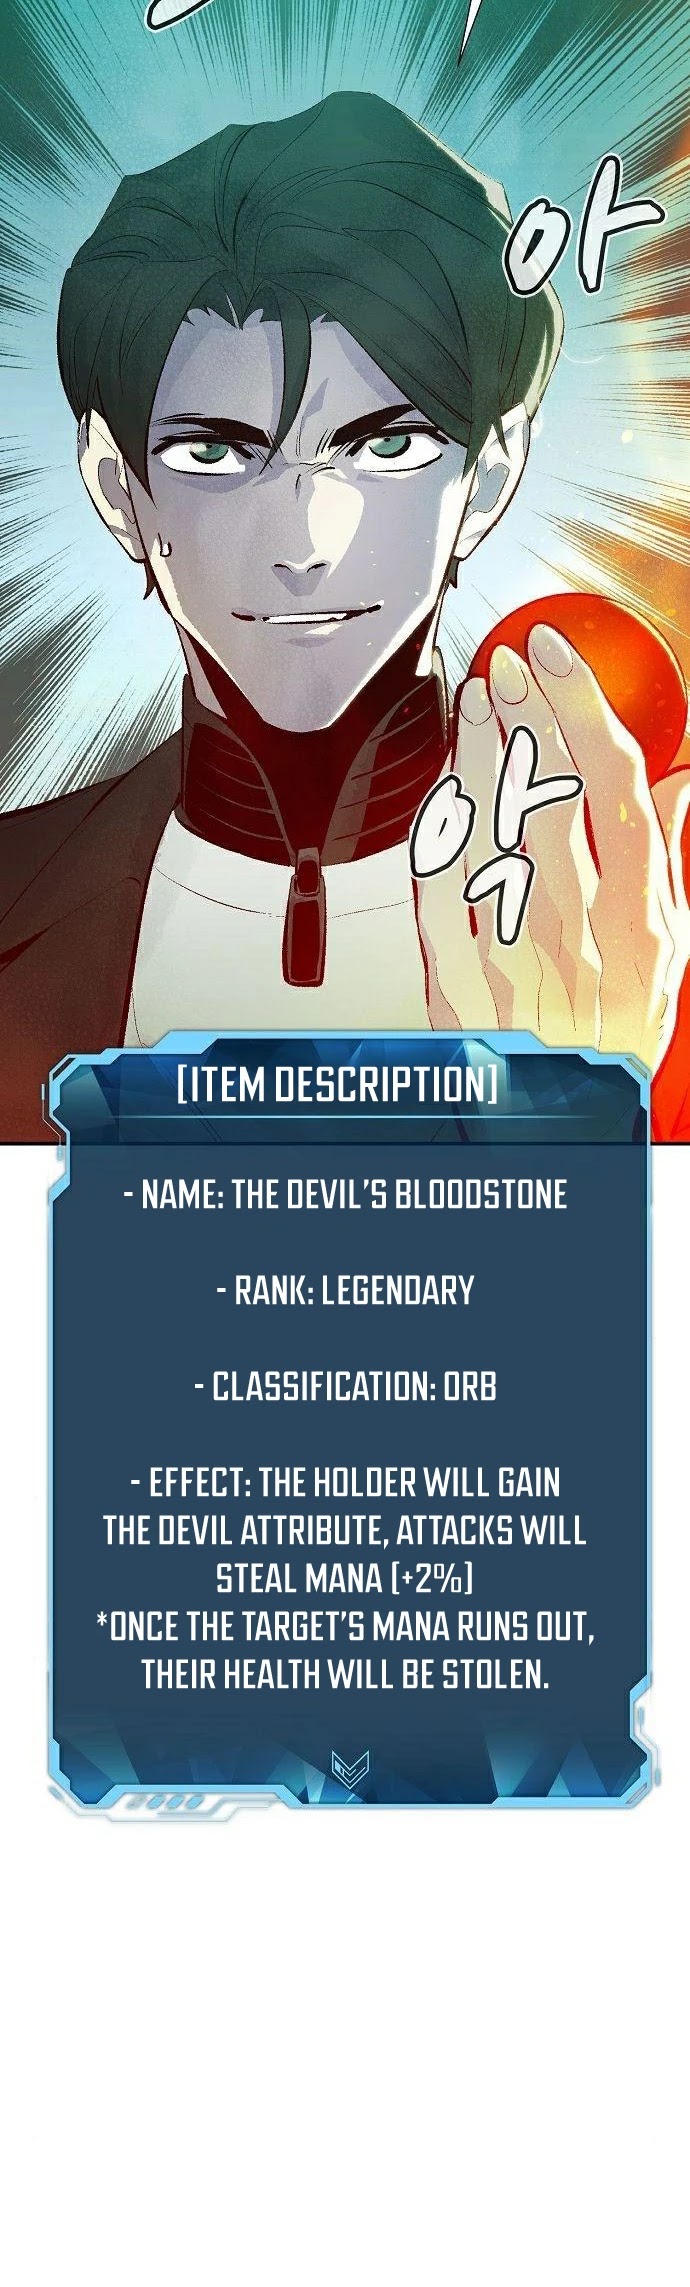 아
악
[ITEM DESCRIPTION]
- NAME: THE DEVIL'S BLOODSTONE
- RANK: LEGENDARY
- CLASSIFICATION: ORB
- EFFECT: THE HOLDER WILL GAIN
THE DEVIL ATTRIBUTE, ATTACKS WILL
STEAL MANA [+2%]
*ONCE THE TARGET'S MANA RUNS OUT,
THEIR HEALTH WILL BE STOLEN.